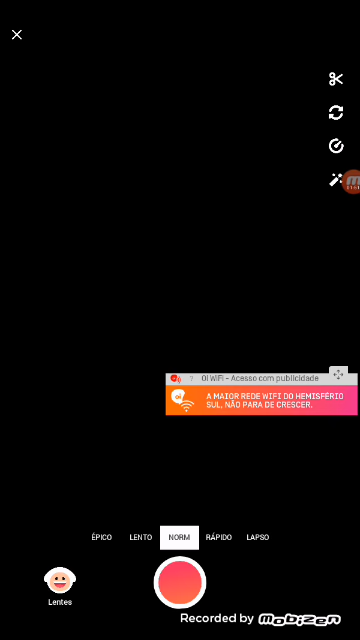 Oi WiFi - Acesso com publicidade
oi
A MAIOR REDE WIFI DO HEMISFÉRIO
SUL. NÃO PARA DE CRESCER.
ÉPICO LENTO NORM RÁPIDO LAPSO
Lentes
Recorded by MOBIZEN